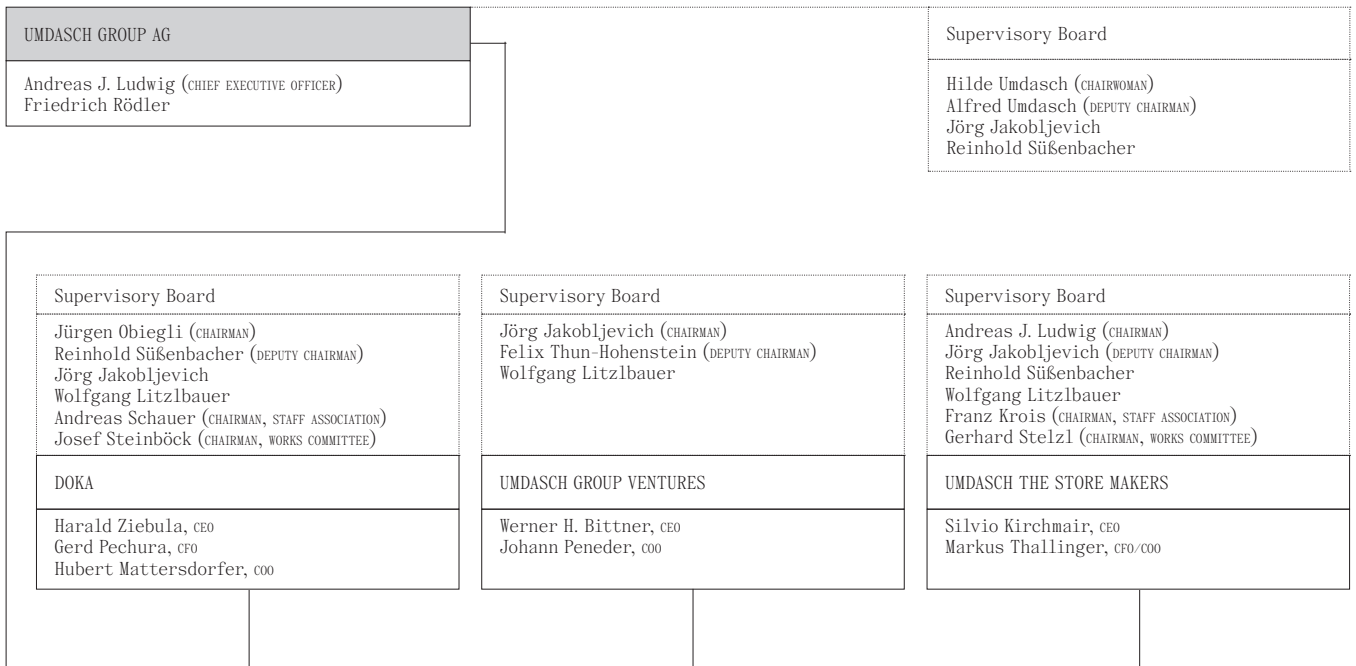 UMDASCH GROUP AG
Andreas J. Ludwig (CHIEF EXECUTIVE OFFICER)
Friedrich Rödler
Supervisory Board
Hilde Umdasch (CHAIRWOMAN)
Alfred Umdasch (DEPUTY CHAIRMAN)
Jörg Jakobljevich
Reinhold Süßenbacher
Supervisory Board
Jürgen Obiegli (CHAIRMAN)
Reinhold Süßenbacher (DEPUTY CHAIRMAN)
Jörg Jakobljevich
Wolfgang Litzlbauer
Andreas Schauer (CHAIRMAN, STAFF ASSOCIATION)
Josef Steinböck (CHAIRMAN, WORKS COMMITTEE)
DOKA
Harald Ziebula, CEO
Gerd Pechura, CFO
Hubert Mattersdorfer, COO
Supervisory Board
Jörg Jakobljevich (CHAIRMAN)
Felix Thun-Hohenstein (DEPUTY CHAIRMAN)
Wolfgang Litzlbauer
UMDASCH GROUP VENTURES
Werner H. Bittner, CEO
Johann Peneder, COO
Supervisory Board
Andreas J. Ludwig (CHAIRMAN)
Jörg Jakobljevich (DEPUTY CHAIRMAN)
Reinhold Süßenbacher
Wolfgang Litzlbauer
Franz Krois (CHAIRMAN, STAFF ASSOCIATION)
Gerhard Stelzl (CHAIRMAN, WORKS COMMITTEE)
UMDASCH THE STORE MAKERS
Silvio Kirchmair, CEO
Markus Thallinger, CFO/COO